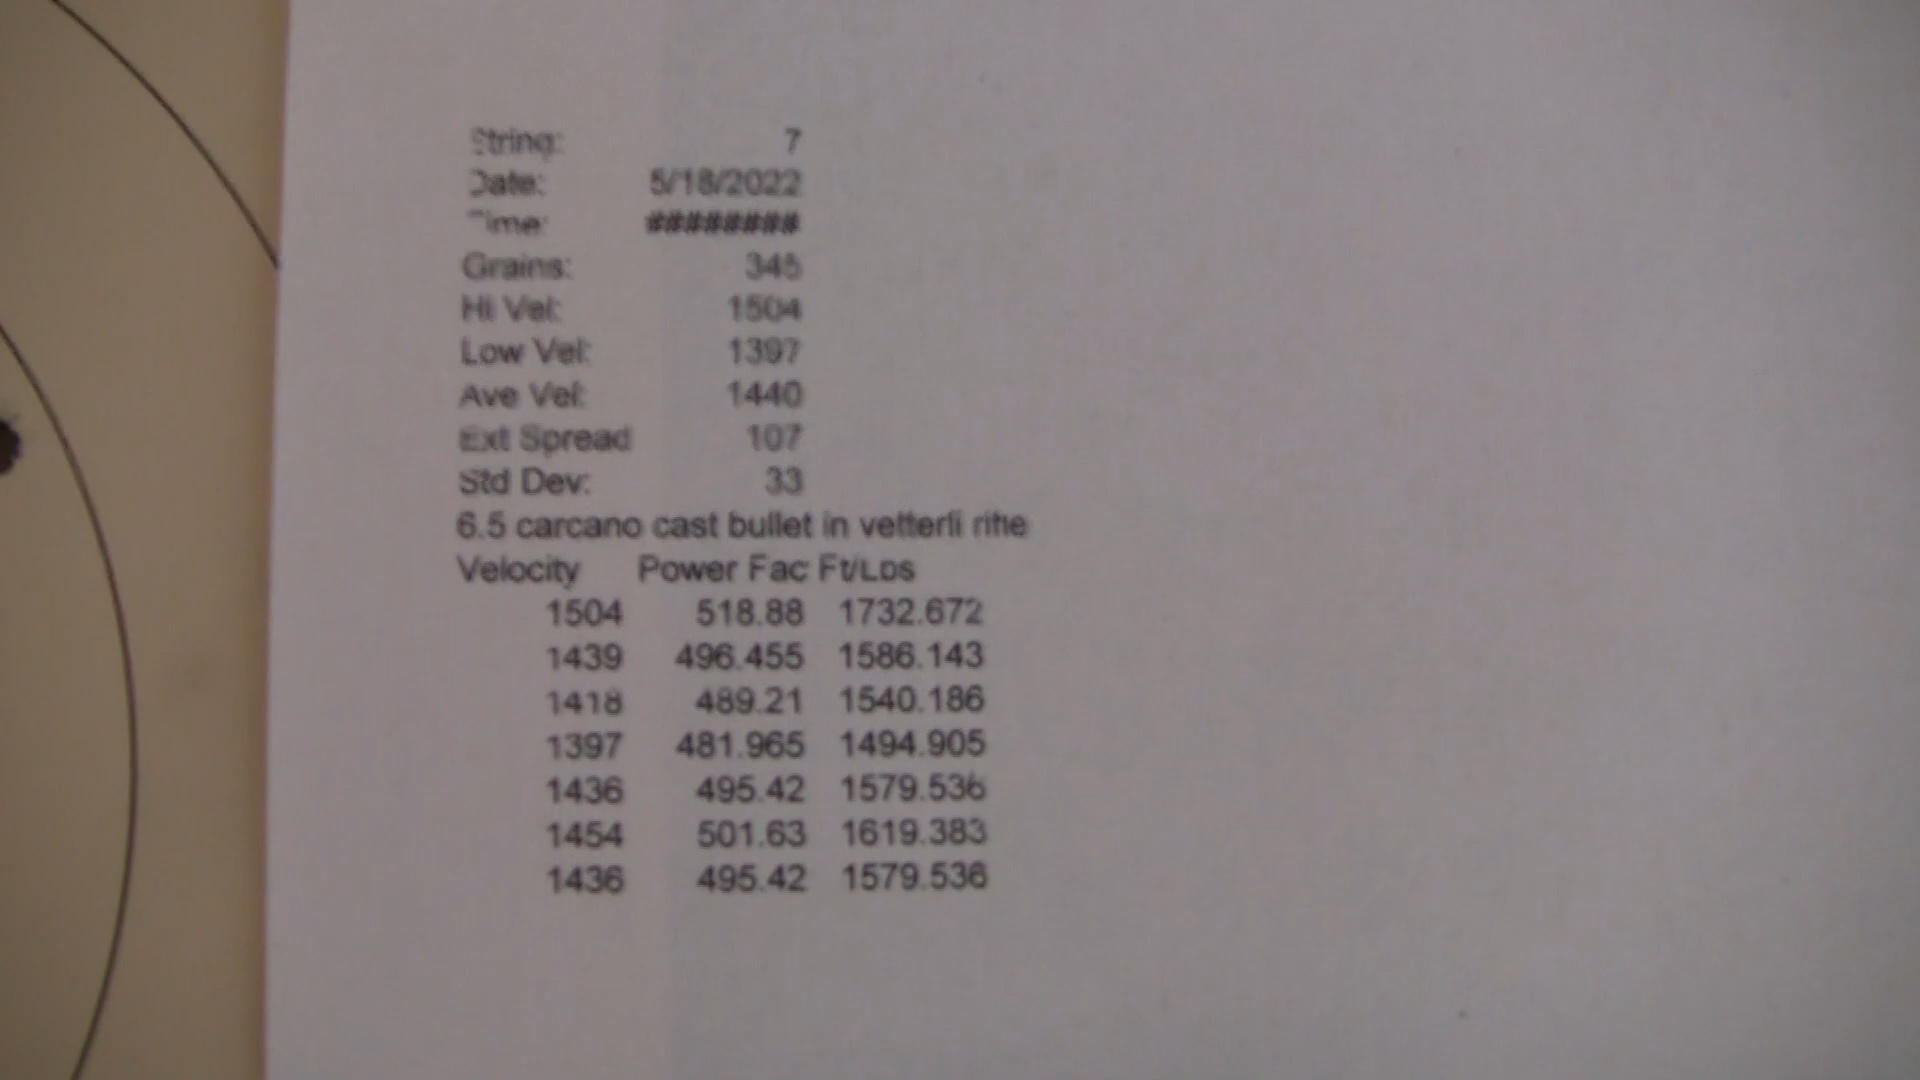 String: 7
Date: 5/18/2022
Time: ########
Grains: 345
Hi Vel: 1504
Low Vel: 1397
Ave Vel: 1440
Ext Spread 107
Std Dev: 33
6.5 carcano cast bullet in vetterli rifle
Velocity Power Fac Ft/Lbs
1504 518.88 1732.672
1439 496.455 1586.143
1418 489.21 1540.186
1397 481.965 1494.905
1436 495.42 1579.536
1454 501.63 1619.383
1436 495.42 1579.536